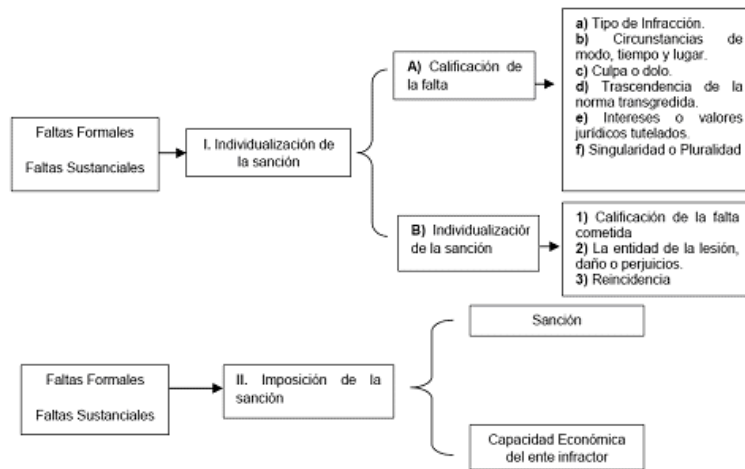 Faltas Formales
Faltas Sustanciales
I. Individualización de
la sanción
A) Calificación de
la falta
a) Tipo de Infracción.
b) Circunstancias de
modo, tiempo y lugar.
c) Culpa o dolo.
d) Trascendencia de la
norma transgredida.
e) Intereses o valores
jurídicos tutelados.
f) Singularidad o Pluralidad
B) Individualización
de la sanción
1) Calificación de la falta
cometida
2) La entidad de la lesión,
daño o perjuicios.
3) Reincidencia
Faltas Formales
Faltas Sustanciales
II. Imposición de la
sanción
Sanción
Capacidad Económica
del ente infractor